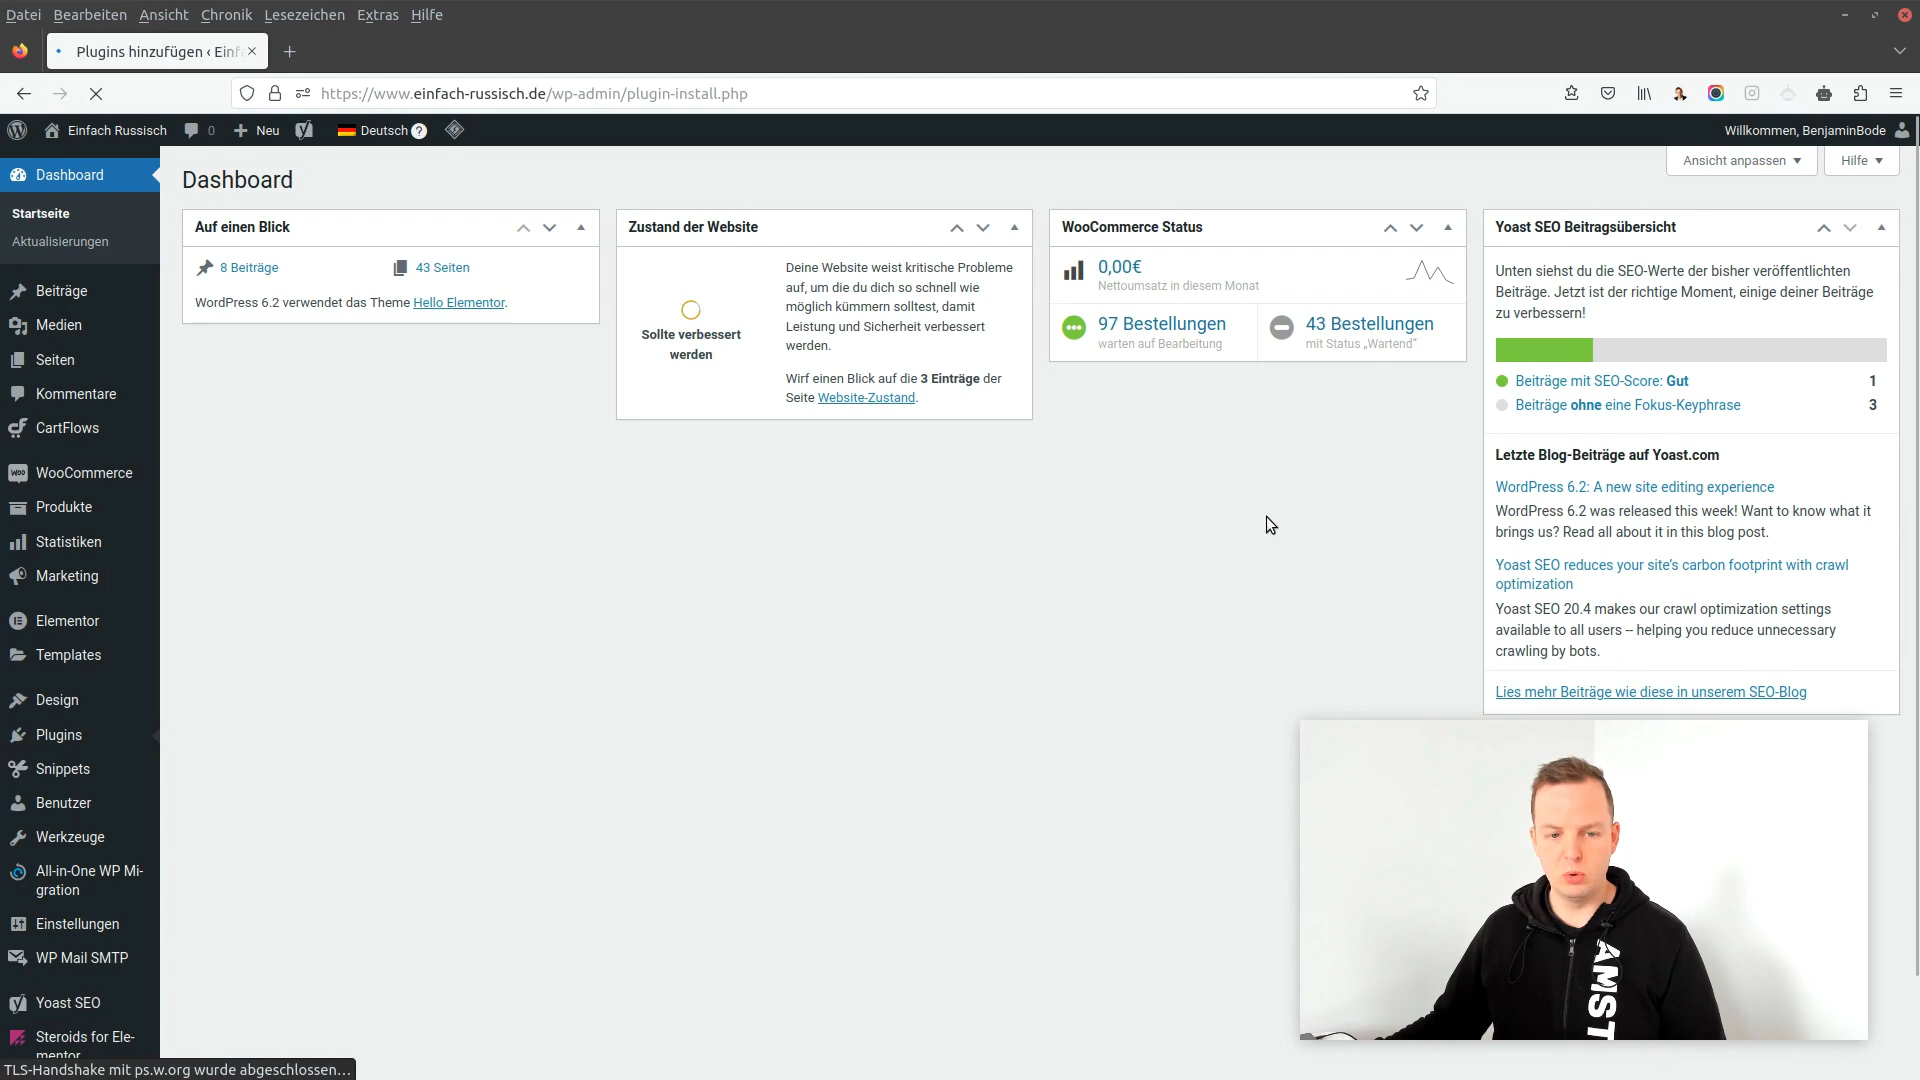 Datei Bearbeiten Ansicht Chronik Lesezeichen Extras Hilfe
Plugins hinzufügen ‹ Einf
https://www.einfach-russisch.de/wp-admin/plugin-install.php
Einfach Russisch 0 Neu Deutsch ? Willkommen, BenjaminBode
Ansicht anpassen Hilfe
Dashboard
Startseite
Aktualisierungen
Beiträge
Medien
Seiten
Kommentare
CartFlows
WooCommerce
Produkte
Statistiken
Marketing
Elementor
Templates
Design
Plugins
Snippets
Benutzer
Werkzeuge
All-in-One WP Mi-
gration
Einstellungen
WP Mail SMTP
Yoast SEO
Steroids for Ele-
mentor
Dashboard
Auf einen Blick
8 Beiträge 43 Seiten
WordPress 6.2 verwendet das Theme Hello Elementor.
Zustand der Website
Sollte verbessert
werden
Deine Website weist kritische Probleme
auf, um die du dich so schnell wie
möglich kümmern solltest, damit
Leistung und Sicherheit verbessert
werden.
Wirf einen Blick auf die 3 Einträge der
Seite Website-Zustand.
WooCommerce Status
0,00€
Nettoumsatz in diesem Monat
97 Bestellungen
warten auf Bearbeitung
43 Bestellungen
mit Status „Wartend“
Yoast SEO Beitragsübersicht
Unten siehst du die SEO-Werte der bisher veröffentlichten
Beiträge. Jetzt ist der richtige Moment, einige deiner Beiträge
zu verbessern!
Beiträge mit SEO-Score: Gut 1
Beiträge ohne eine Fokus-Keyphrase 3
Letzte Blog-Beiträge auf Yoast.com
WordPress 6.2: A new site editing experience
WordPress 6.2 was released this week! Want to know what it
brings us? Read all about it in this blog post.
Yoast SEO reduces your site’s carbon footprint with crawl
optimization
Yoast SEO 20.4 makes our crawl optimization settings
available to all users – helping you reduce unnecessary
crawling by bots.
Lies mehr Beiträge wie diese in unserem SEO-Blog
AMST
TLS-Handshake mit ps.w.org wurde abgeschlossen…